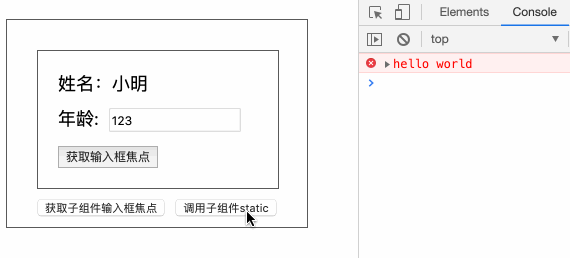 姓名：小明
年龄: 123
获取输入框焦点
获取子组件输入框焦点 调用子组件static
Elements Console
top
hello world